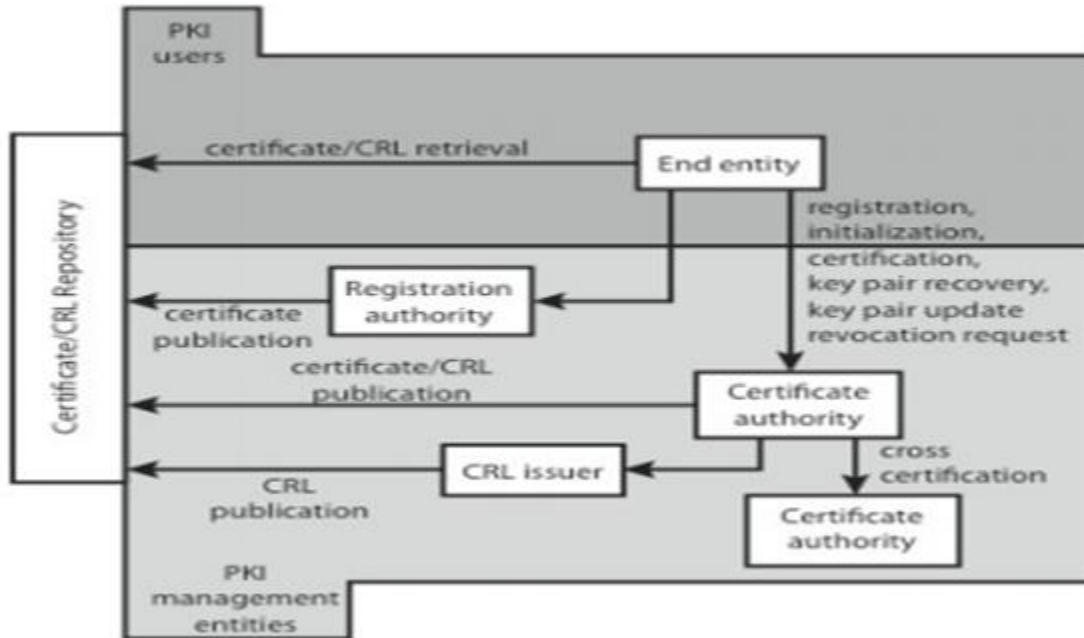 PKI
users
certificate/CRL retrieval
End entity
registration,
initialization,
certification,
key pair recovery,
key pair update
revocation request
Certificate/CRL Repository
Registration
authority
certificate
publication
certificate/CRL
publication
Certificate
authority
CRL issuer
cross
certification
CRL
publication
Certificate
authority
PKI
management
entities